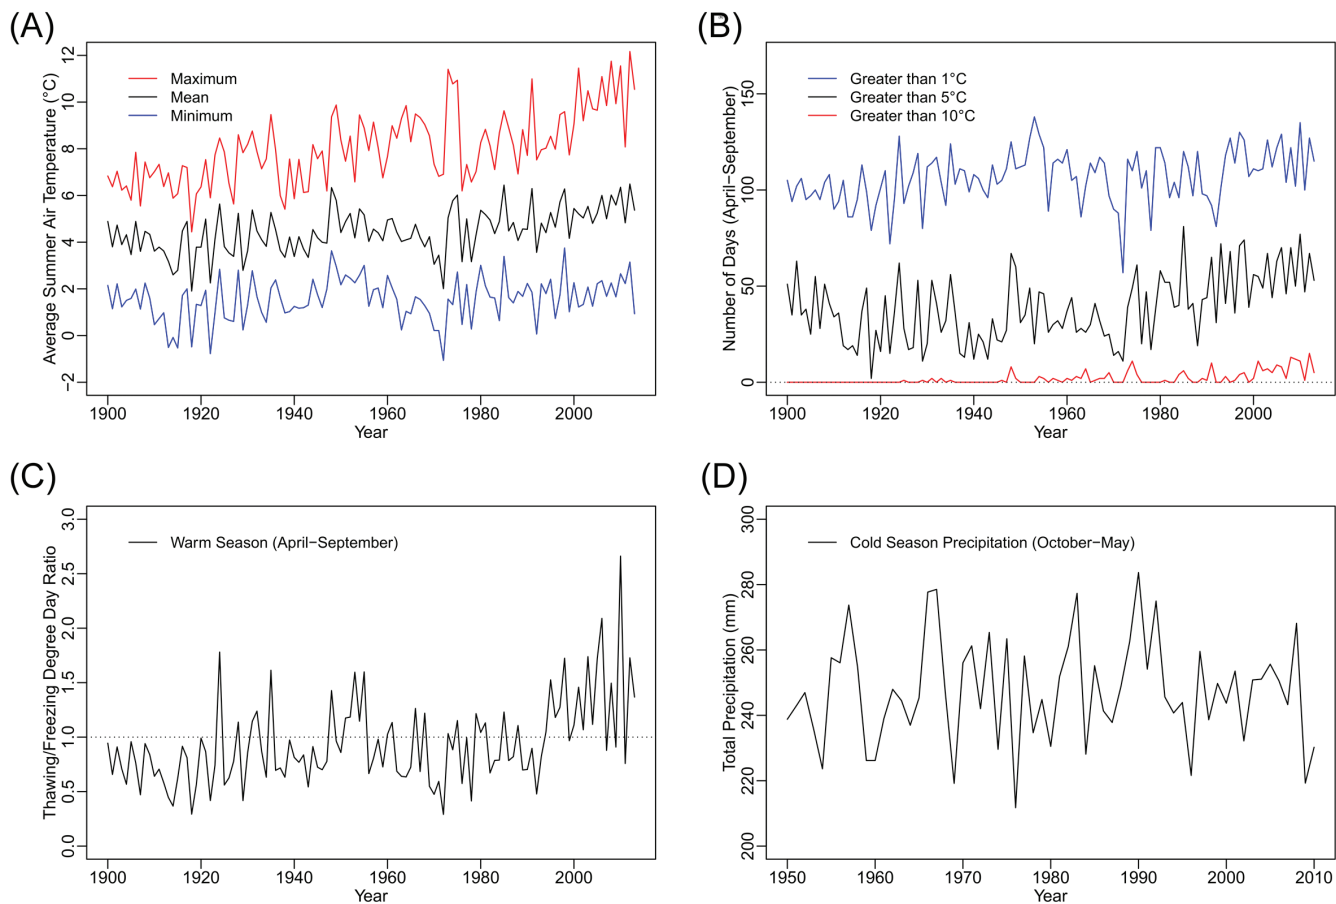 (A)
Average Summer Air Temperature (°C)
12
10
8
6
4
2
0
−2
Maximum
Mean
Minimum
1900 1920 1940 1960 1980 2000
Year
(B)
Number of Days (April−September)
150
100
50
0
Greater than 1°C
Greater than 5°C
Greater than 10°C
1900 1920 1940 1960 1980 2000
Year
(C)
Thawing/Freezing Degree Day Ratio
3.0
2.5
2.0
1.5
1.0
0.5
0.0
Warm Season (April−September)
1900 1920 1940 1960 1980 2000
Year
(D)
Total Precipitation (mm)
300
280
260
240
220
200
Cold Season Precipitation (October−May)
1950 1960 1970 1980 1990 2000 2010
Year